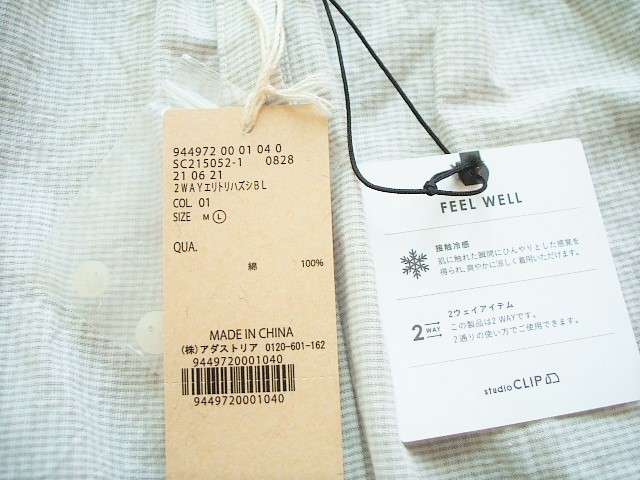 944972 00 01 04 0
SC215052-1 0828
21 06 21
2WAYエリトリハズシBL
COL. 01
SIZE M Ⓛ
QUA.
綿 100%
MADE IN CHINA
(株)アダストリア 0120-601-162
9449720001040
9449720001040
FEEL WELL
接触冷感
肌に触れた瞬間にひんやりとした感覚を
得られ、爽やかに涼しく着用いただけます。
2 WAY
2ウェイアイテム
この製品は2 WAYです。
2通りの使い方でご使用できます。
studio CLIP